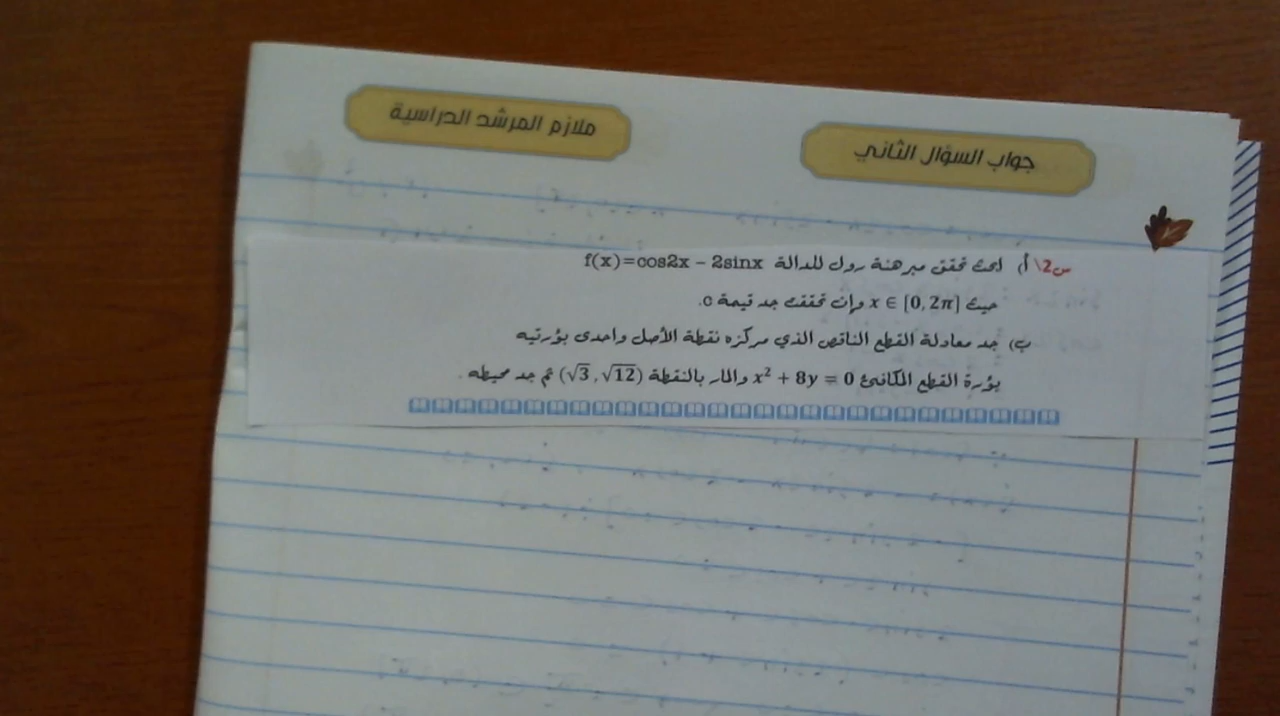 جواب السؤال الثاني
ملازم المرشد الدراسية
س2\ أ) ابحث تحقق مبرهنة رول للدالة f(x)=cos2x − 2sinx
حيث x ∈ [0, 2π] وإن تحققت جد قيمة c.
ب) جد معادلة القطع الناقص الذي مركزه نقطة الأصل واحدى بؤرتيه
بؤرة القطع المكافئ x² + 8y = 0 والمار بالنقطة (√3, √12) ثم جد محيطه.